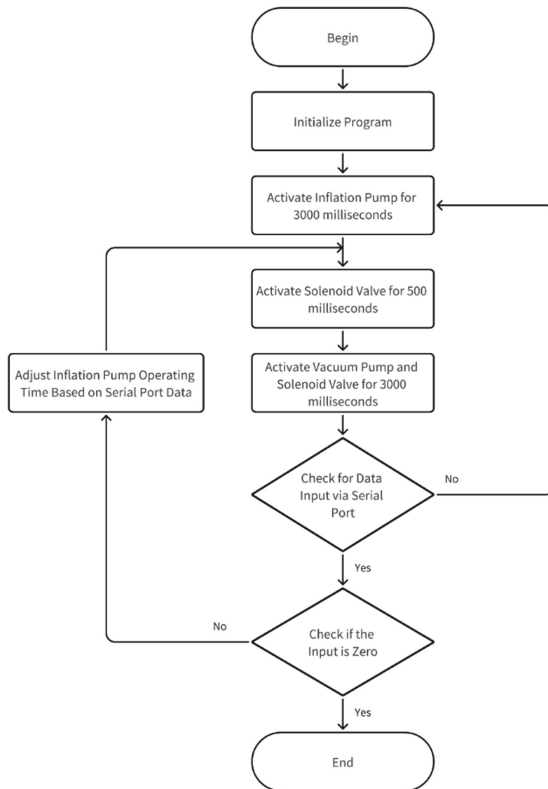 Begin
Initialize Program
Activate Inflation Pump for
3000 milliseconds
Activate Solenoid Valve for 500
milliseconds
Adjust Inflation Pump Operating
Time Based on Serial Port Data
Activate Vacuum Pump and
Solenoid Valve for 3000
milliseconds
Check for Data
Input via Serial
Port
No
Yes
No
Check if the
Input is Zero
Yes
End